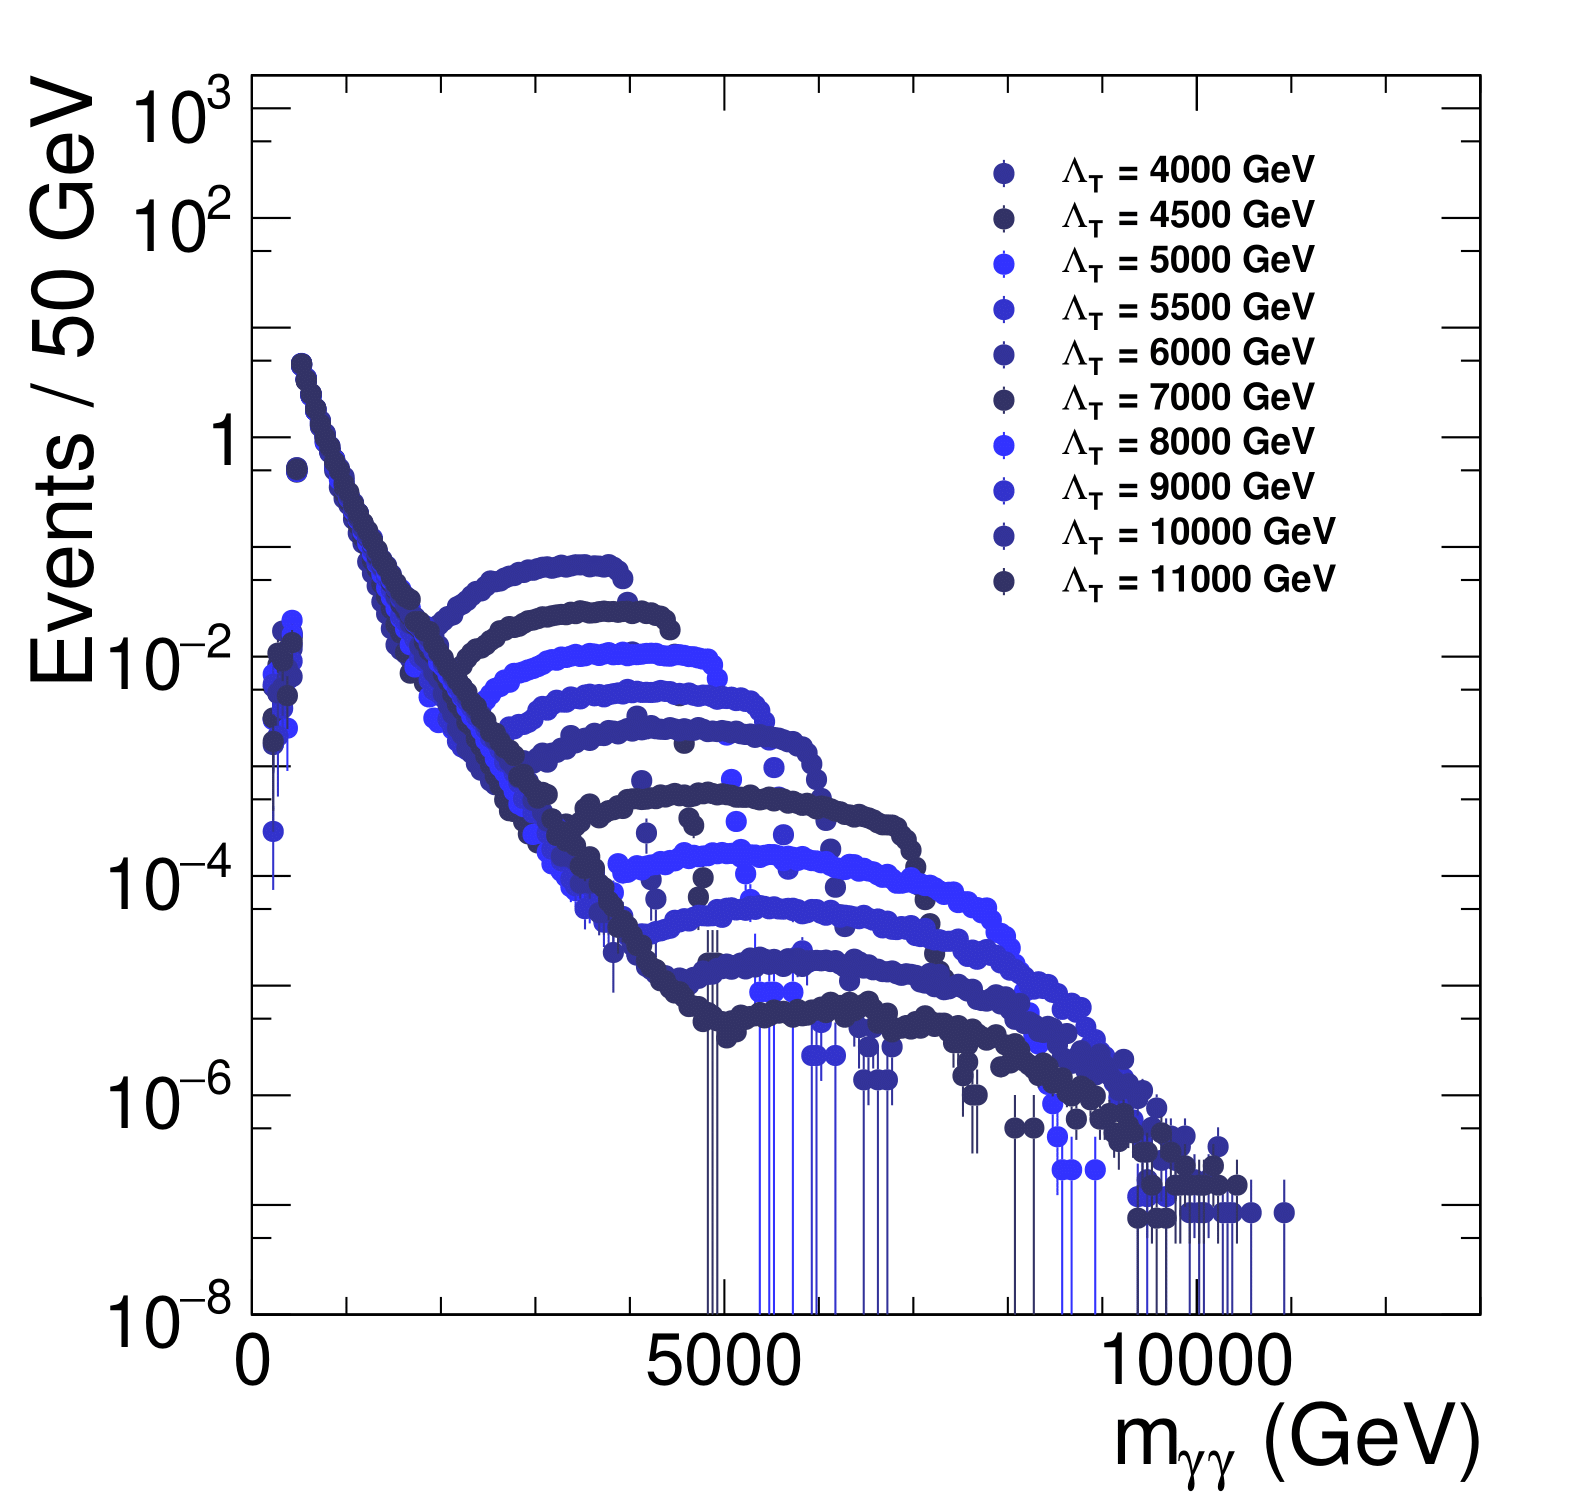 Events / 50 GeV
10³
10²
1
10⁻²
10⁻⁴
10⁻⁶
10⁻⁸
Λ_T = 4000 GeV
Λ_T = 4500 GeV
Λ_T = 5000 GeV
Λ_T = 5500 GeV
Λ_T = 6000 GeV
Λ_T = 7000 GeV
Λ_T = 8000 GeV
Λ_T = 9000 GeV
Λ_T = 10000 GeV
Λ_T = 11000 GeV
0 5000 10000
m_γγ (GeV)